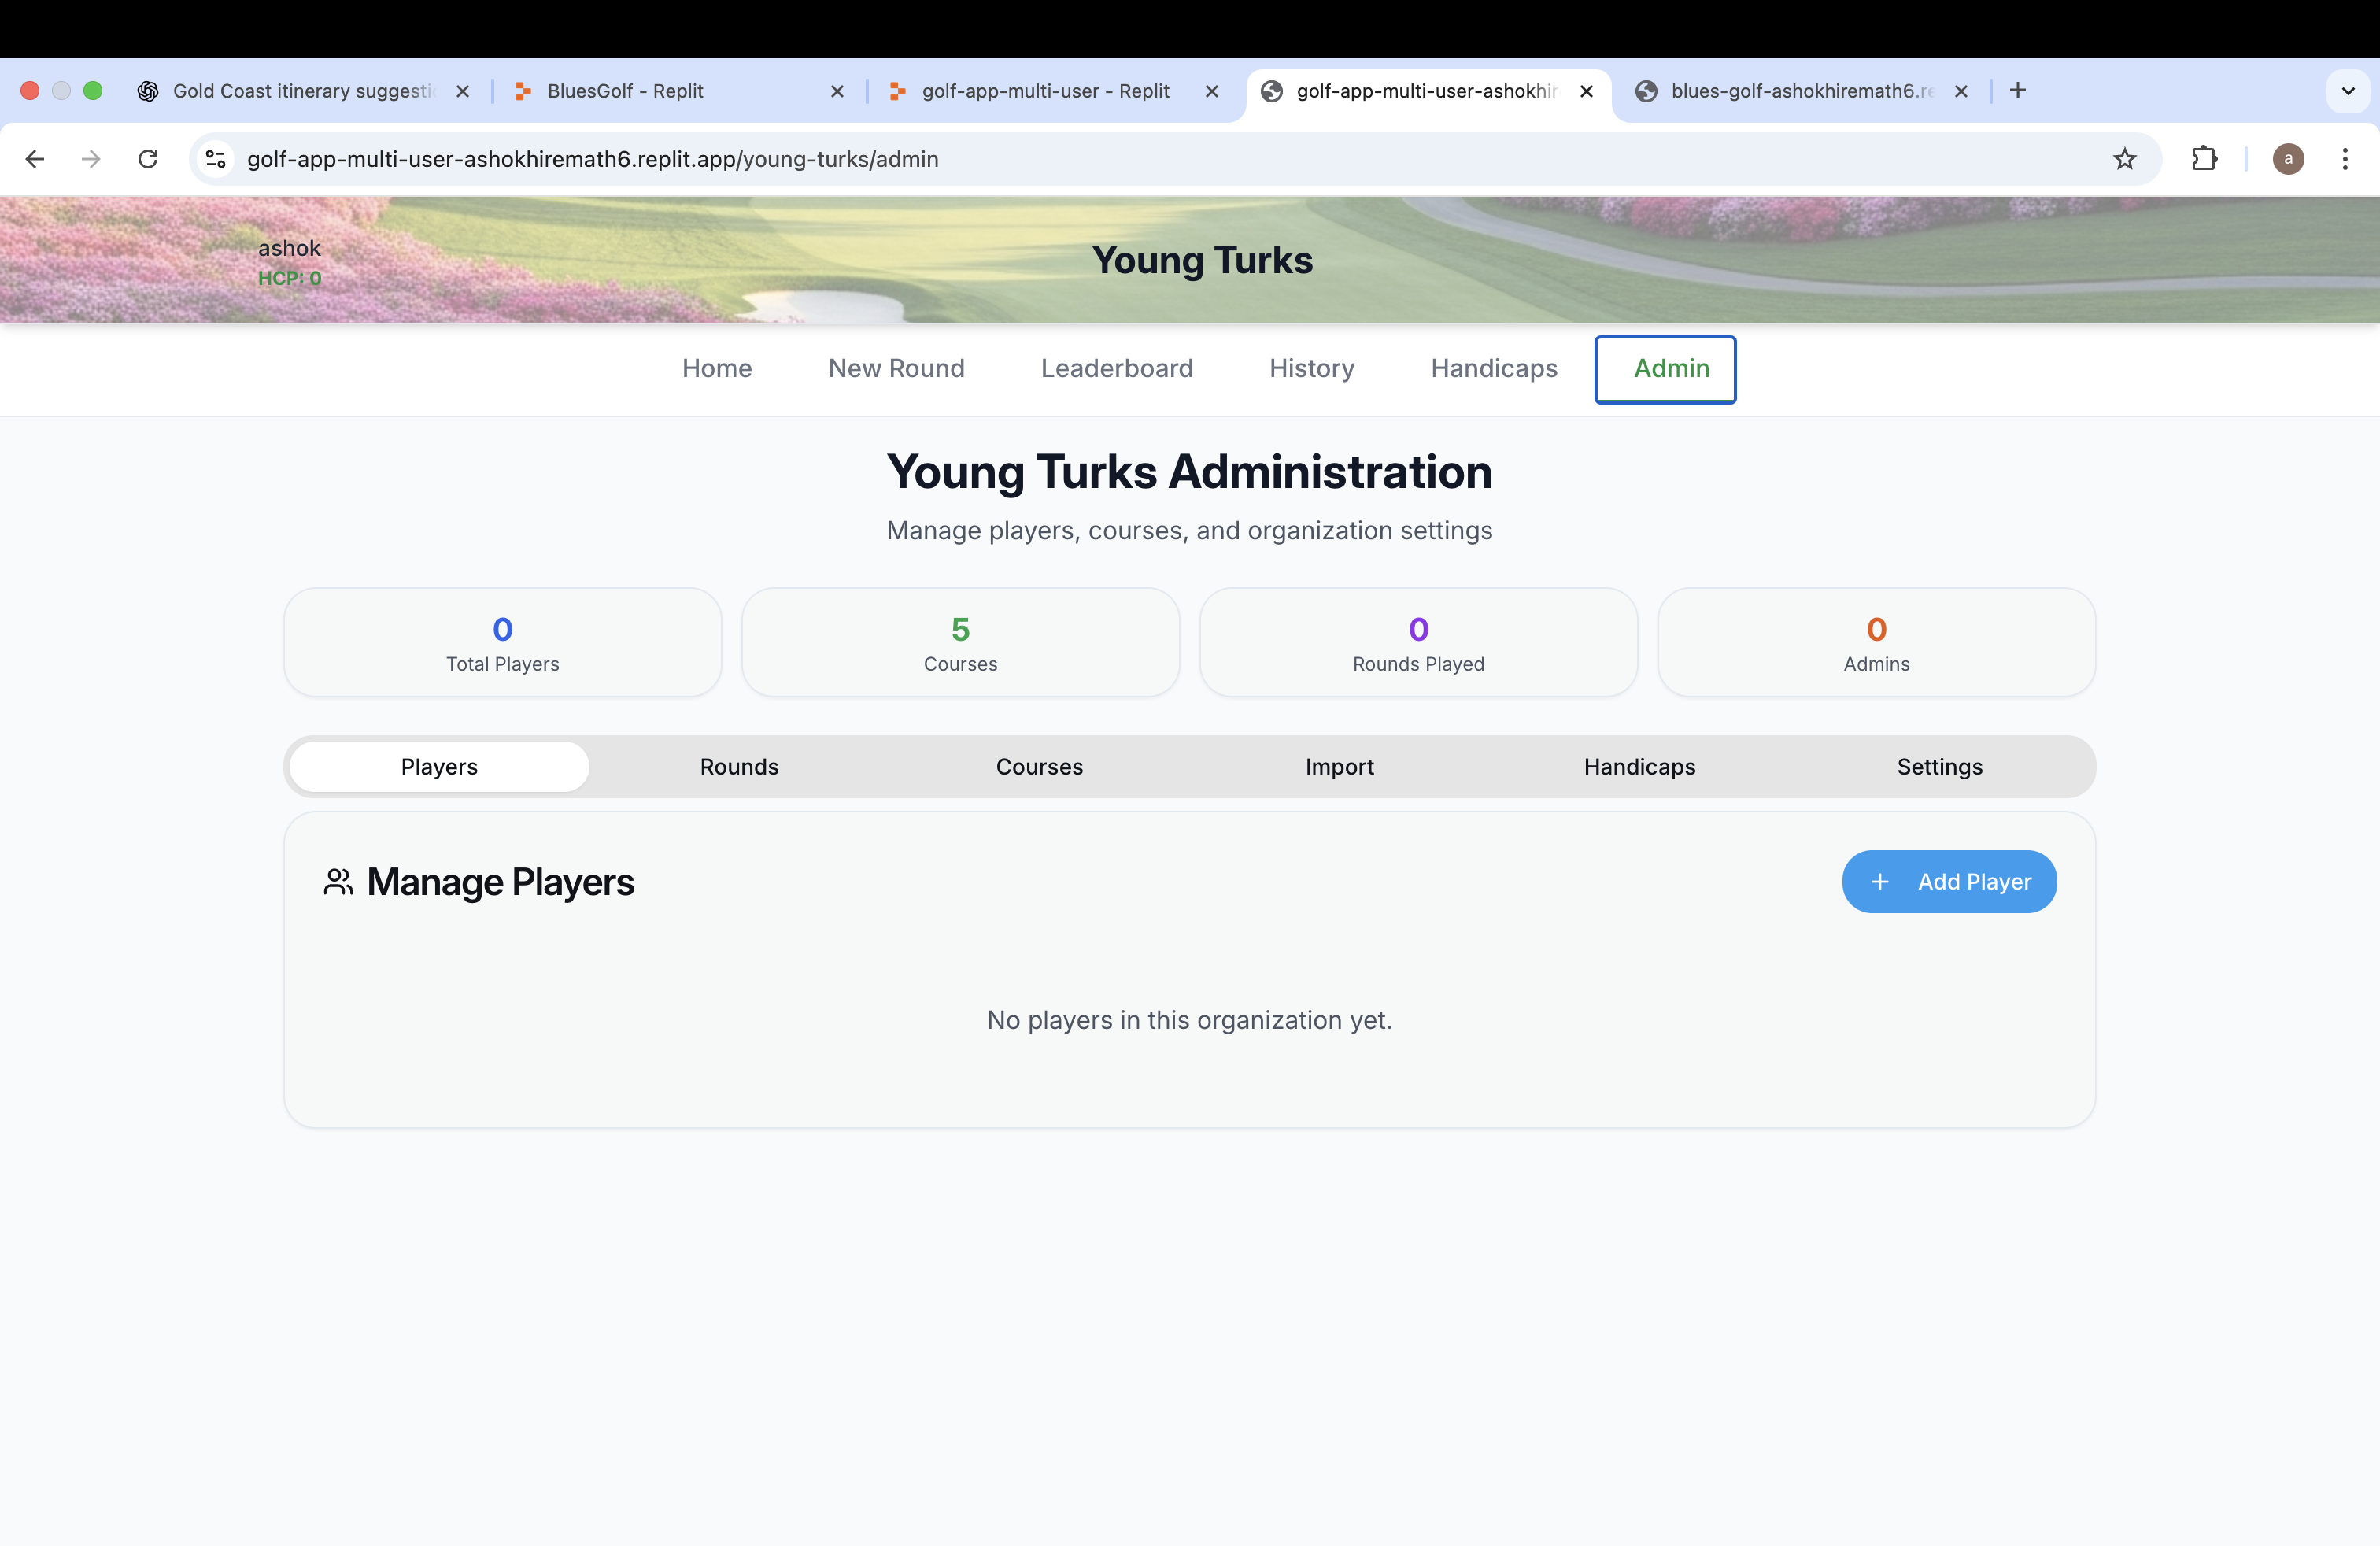 Gold Coast itinerary suggesti
BluesGolf - Replit
golf-app-multi-user - Replit
golf-app-multi-user-ashokhir
blues-golf-ashokhiremath6.re
golf-app-multi-user-ashokhiremath6.replit.app/young-turks/admin
a
ashok
HCP: 0
Young Turks
Home New Round Leaderboard History Handicaps Admin
Young Turks Administration
Manage players, courses, and organization settings
0 5 0 0
Total Players Courses Rounds Played Admins
Players Rounds Courses Import Handicaps Settings
Manage Players
+ Add Player
No players in this organization yet.